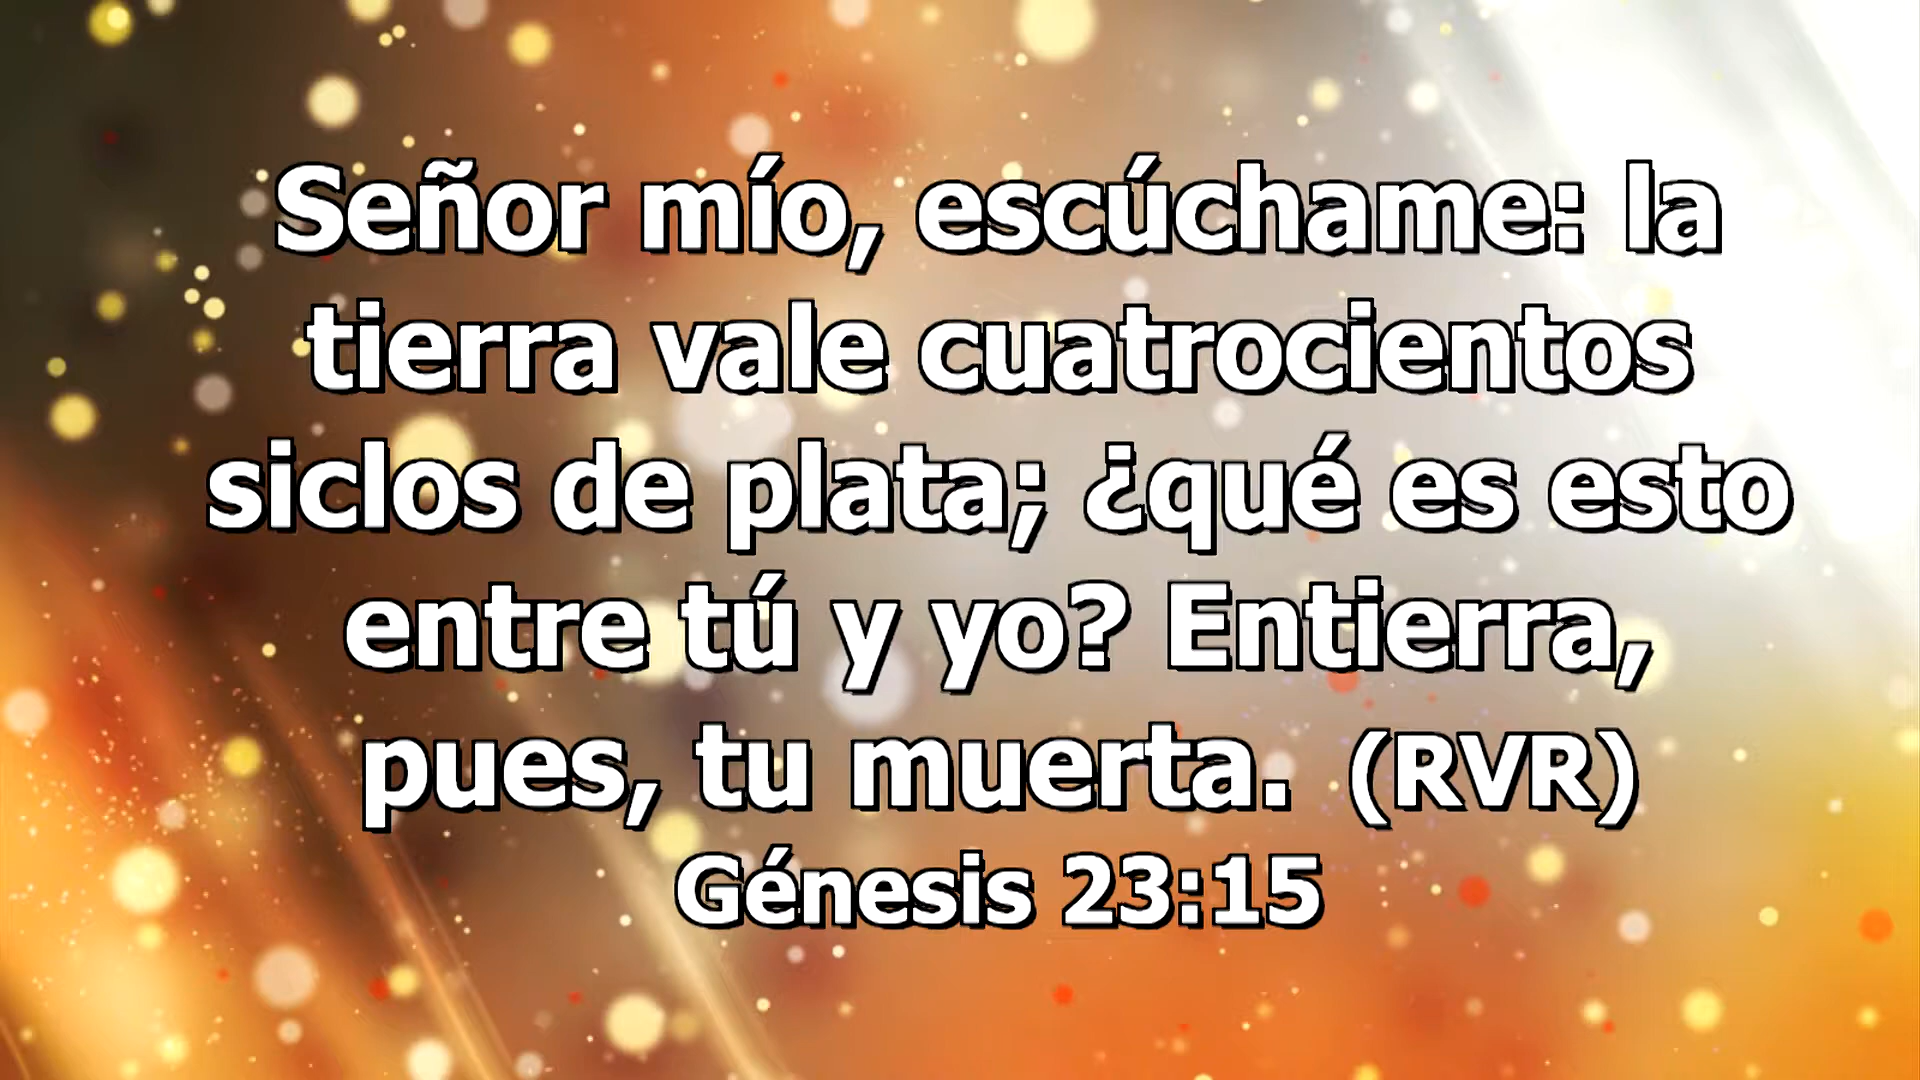 Señor mío, escúchame: la
tierra vale cuatrocientos
siclos de plata; ¿qué es esto
entre tú y yo? Entierra,
pues, tu muerta. (RVR)
Génesis 23:15